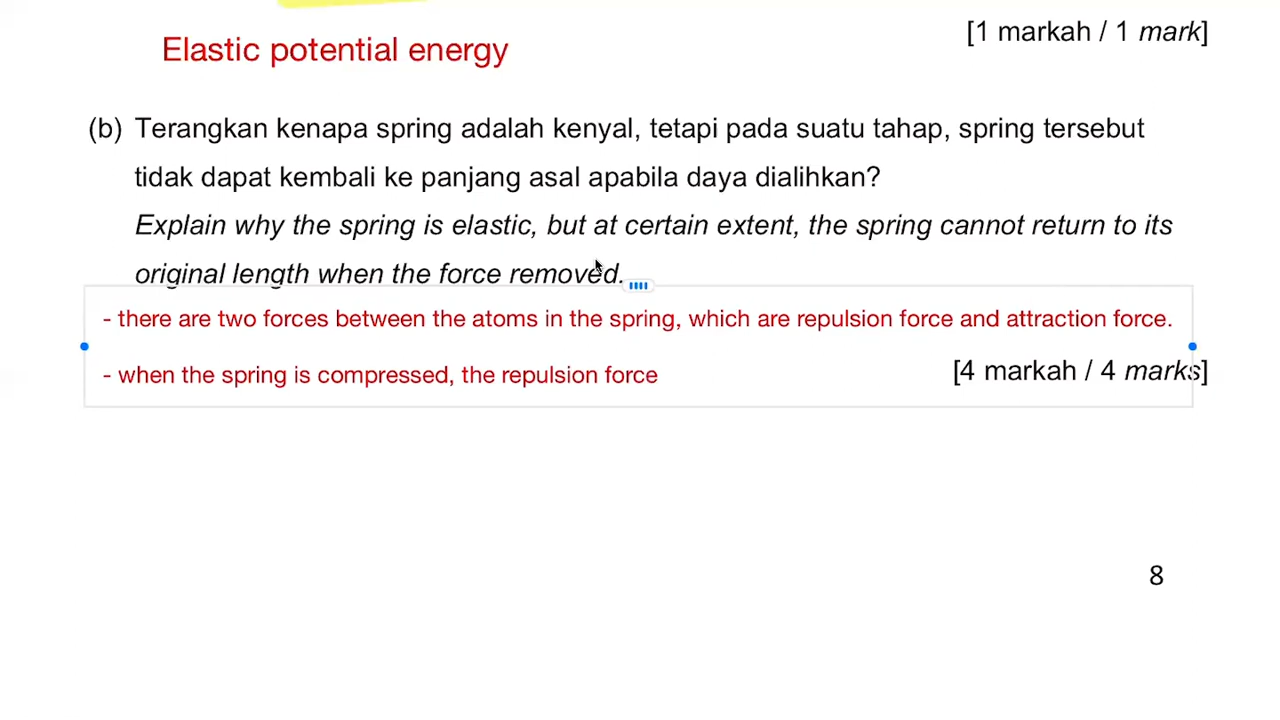 [1 markah / 1 mark]
Elastic potential energy
(b) Terangkan kenapa spring adalah kenyal, tetapi pada suatu tahap, spring tersebut
tidak dapat kembali ke panjang asal apabila daya dialihkan?
Explain why the spring is elastic, but at certain extent, the spring cannot return to its
original length when the force removed.
- there are two forces between the atoms in the spring, which are repulsion force and attraction force.
- when the spring is compressed, the repulsion force
[4 markah / 4 marks]
8